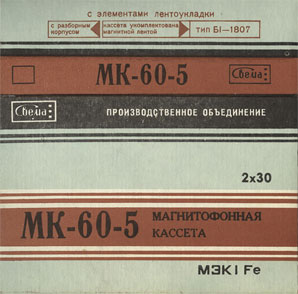 с элементами лентоукладки
с разборным корпусом
кассета укомплектована магнитной лентой
тип БI—1807
МК-60-5
Свема
Свема
ПРОИЗВОДСТВЕННОЕ ОБЪЕДИНЕНИЕ
2x30
МК-60-5
МАГНИТОФОННАЯ
КАССЕТА
МЭК I Fe